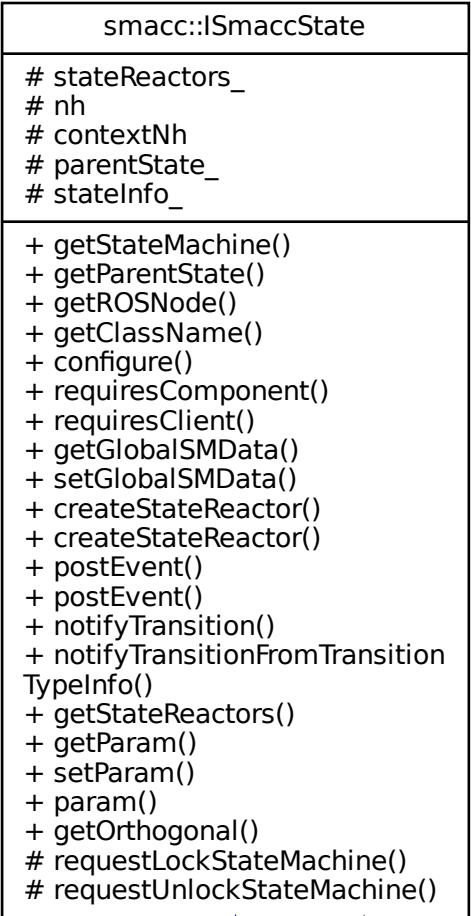 smacc::ISmaccState
# stateReactors_
# nh
# contextNh
# parentState_
# stateInfo_
+ getStateMachine()
+ getParentState()
+ getROSNode()
+ getClassName()
+ configure()
+ requiresComponent()
+ requiresClient()
+ getGlobalSMData()
+ setGlobalSMData()
+ createStateReactor()
+ createStateReactor()
+ postEvent()
+ postEvent()
+ notifyTransition()
+ notifyTransitionFromTransition
TypeInfo()
+ getStateReactors()
+ getParam()
+ setParam()
+ param()
+ getOrthogonal()
# requestLockStateMachine()
# requestUnlockStateMachine()